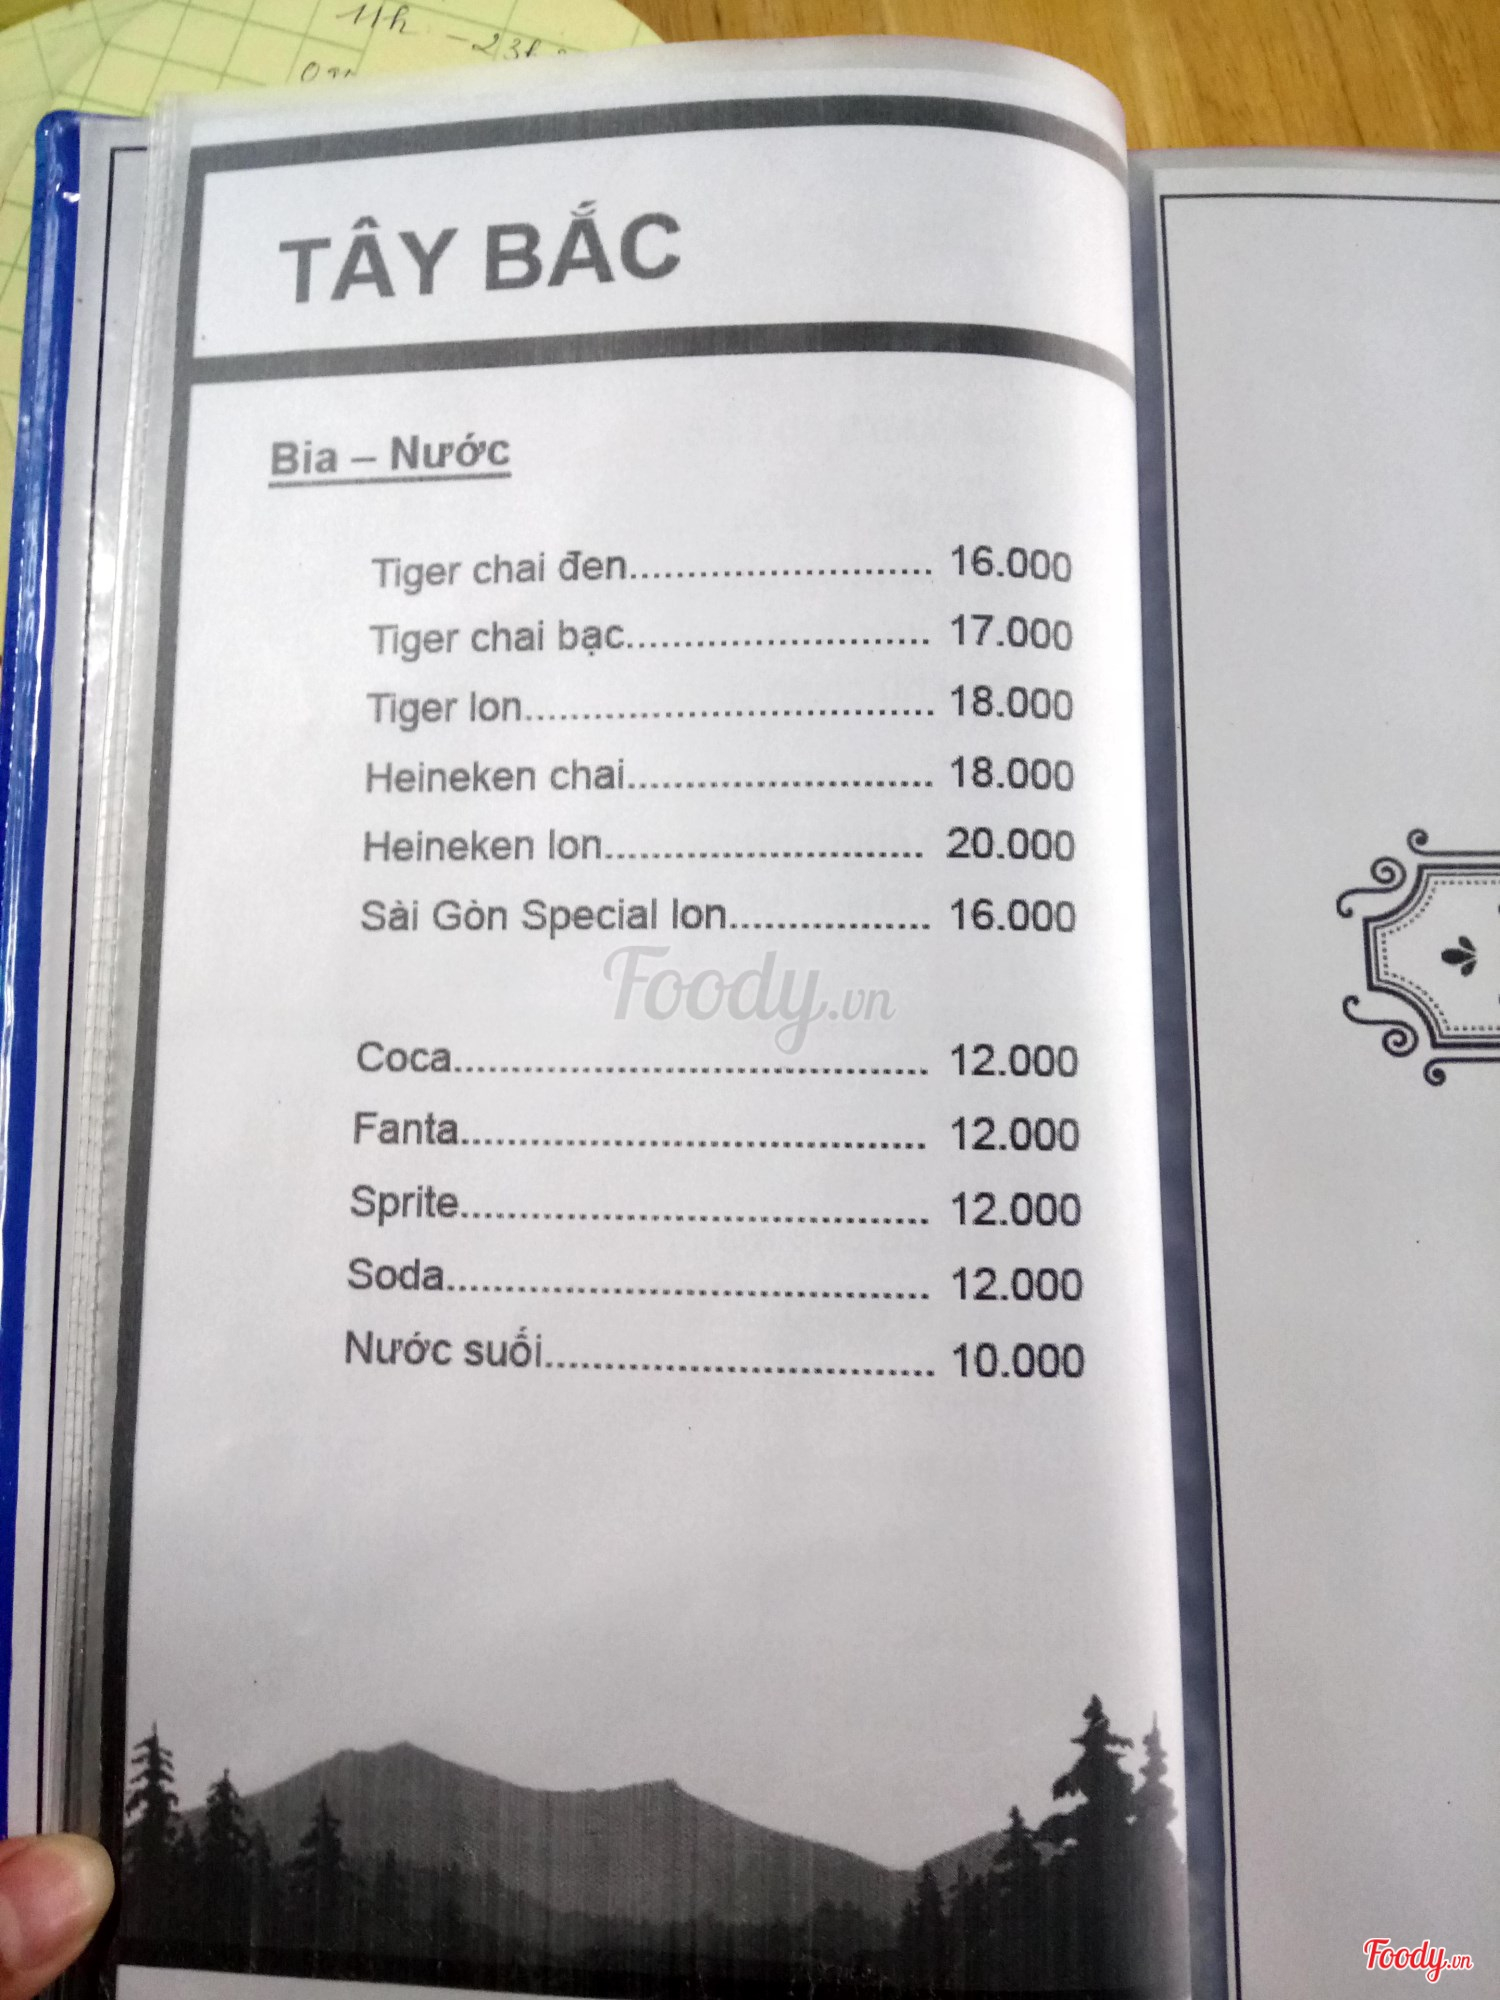 11h - 23h
TÂY BẮC
Bia – Nước
Tiger chai đen.......................... 16.000
Tiger chai bạc.......................... 17.000
Tiger lon.................................... 18.000
Heineken chai........................... 18.000
Heineken lon............................ 20.000
Sài Gòn Special lon.................. 16.000
Foody.vn
Coca......................................... 12.000
Fanta........................................ 12.000
Sprite........................................ 12.000
Soda......................................... 12.000
Nước suối................................. 10.000
Foody.vn